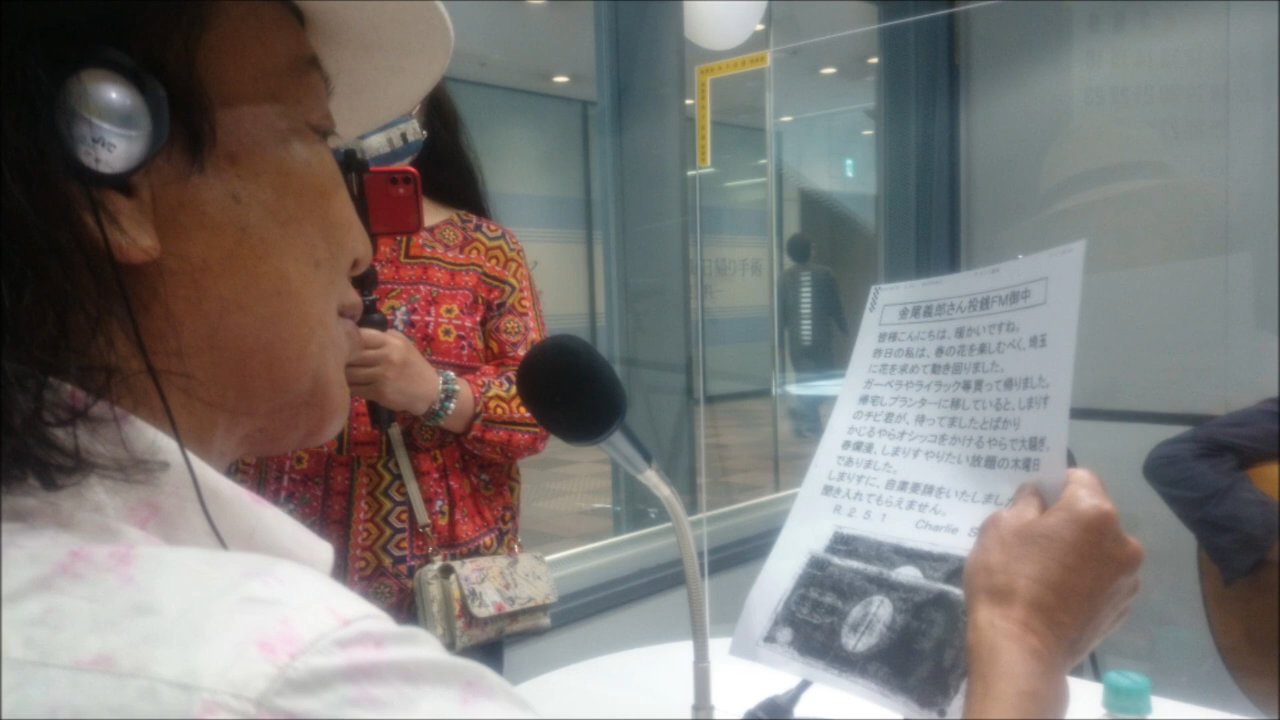 金尾義郎さん投銭FM御中
皆様こんにちは、暖かいですね。
昨日の私は、春の花を楽しむべく、埼玉
に花を求めて動き回りました。
ガーベラやライラック等買って帰りました。
帰宅しプランターに移していると、しまりす
のチビ君が、待ってましたとばかり
かじるやらオシッコをかけるやらで大騒ぎ。
春爛漫、しまりすやりたい放題の木曜日
でありました。
しまりすに、自粛要請をいたしました
聞き入れてもらえません。
R.2.5.1 Charlie S
日帰り手術